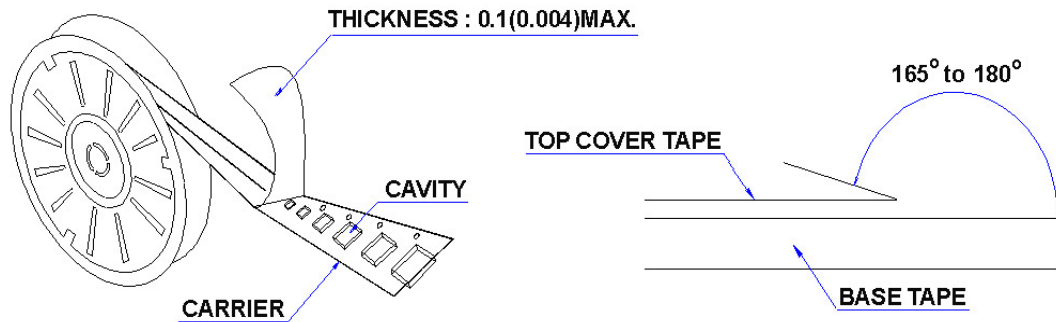 THICKNESS : 0.1(0.004)MAX.
165° to 180°
TOP COVER TAPE
CAVITY
CARRIER
BASE TAPE